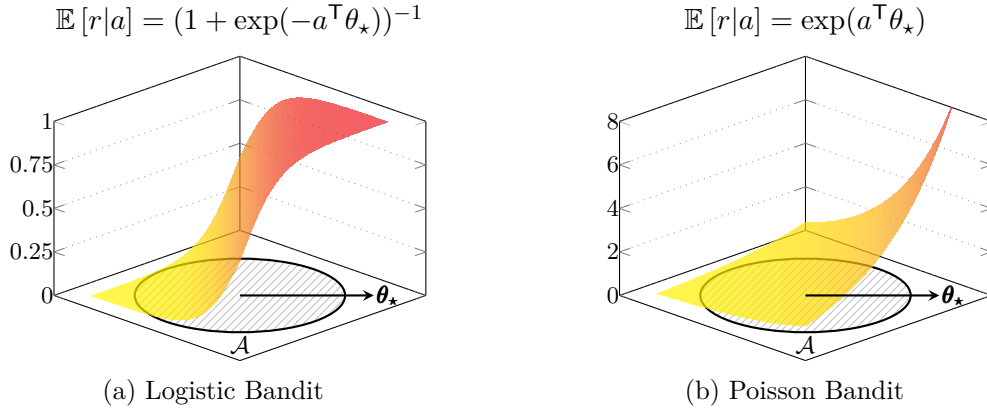 𝔼 [r|a] = (1 + exp(−a^⊤θ⋆))^{−1}
1
0.75
0.5
0.25
0
θ⋆
𝒜
(a) Logistic Bandit
𝔼 [r|a] = exp(a^⊤θ⋆)
8
6
4
2
0
θ⋆
𝒜
(b) Poisson Bandit